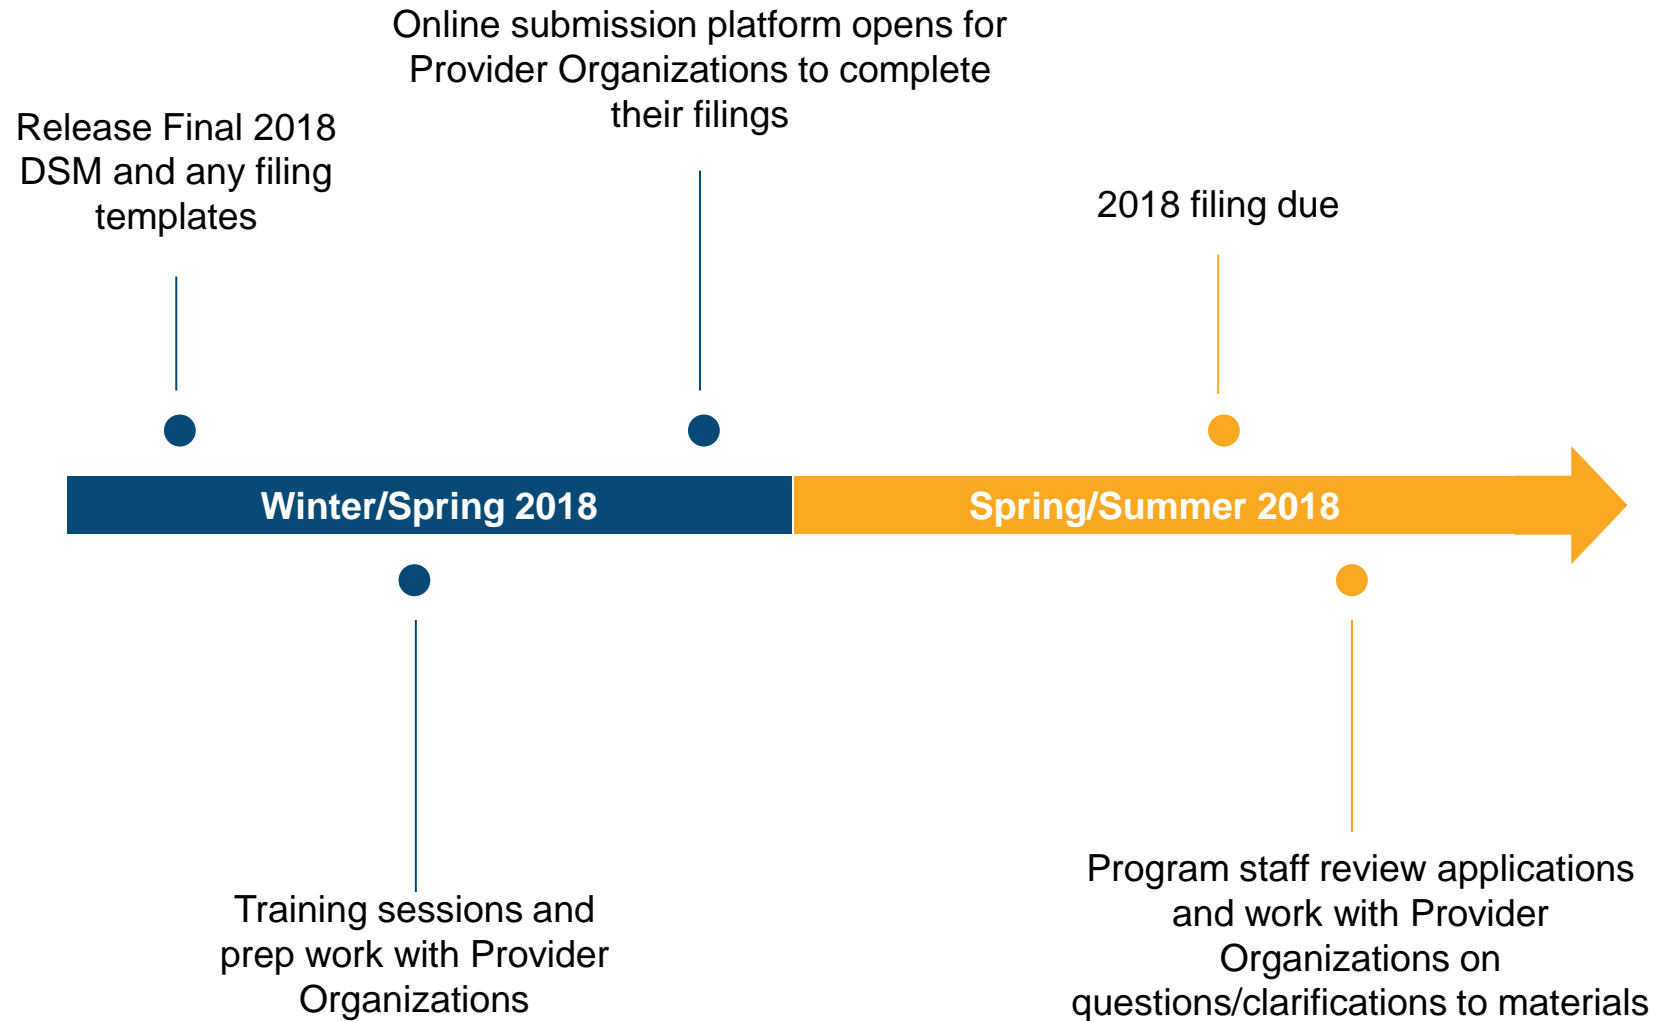 Online submission platform opens for
Provider Organizations to complete
their filings
Release Final 2018
DSM and any filing
templates
2018 filing due
Winter/Spring 2018
Spring/Summer 2018
Training sessions and
prep work with Provider
Organizations
Program staff review applications
and work with Provider
Organizations on
questions/clarifications to materials